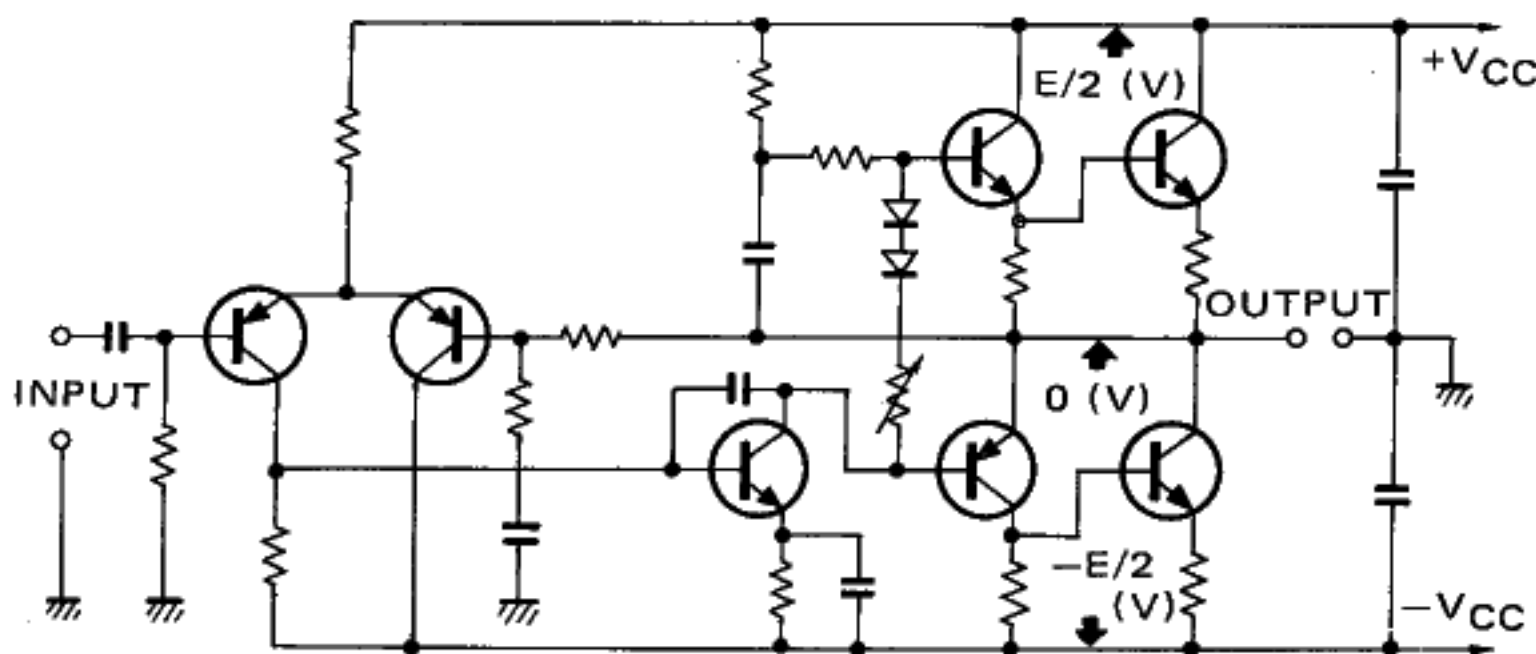 +VCC
E/2 (V)
OUTPUT
INPUT
0 (V)
−E/2
(V)
−VCC